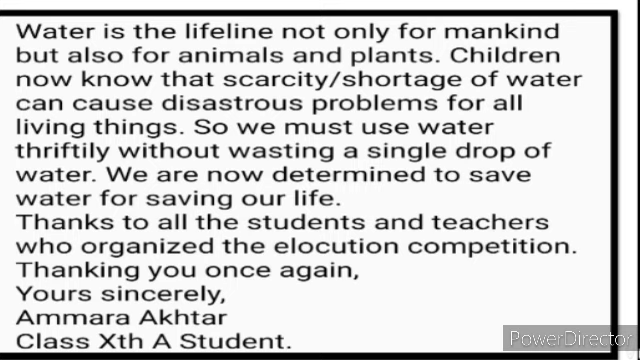 Water is the lifeline not only for mankind
but also for animals and plants. Children
now know that scarcity/shortage of water
can cause disastrous problems for all
living things. So we must use water
thriftily without wasting a single drop of
water. We are now determined to save
water for saving our life.
Thanks to all the students and teachers
who organized the elocution competition.
Thanking you once again,
Yours sincerely,
Ammara Akhtar
Class Xth A Student.
PowerDirector